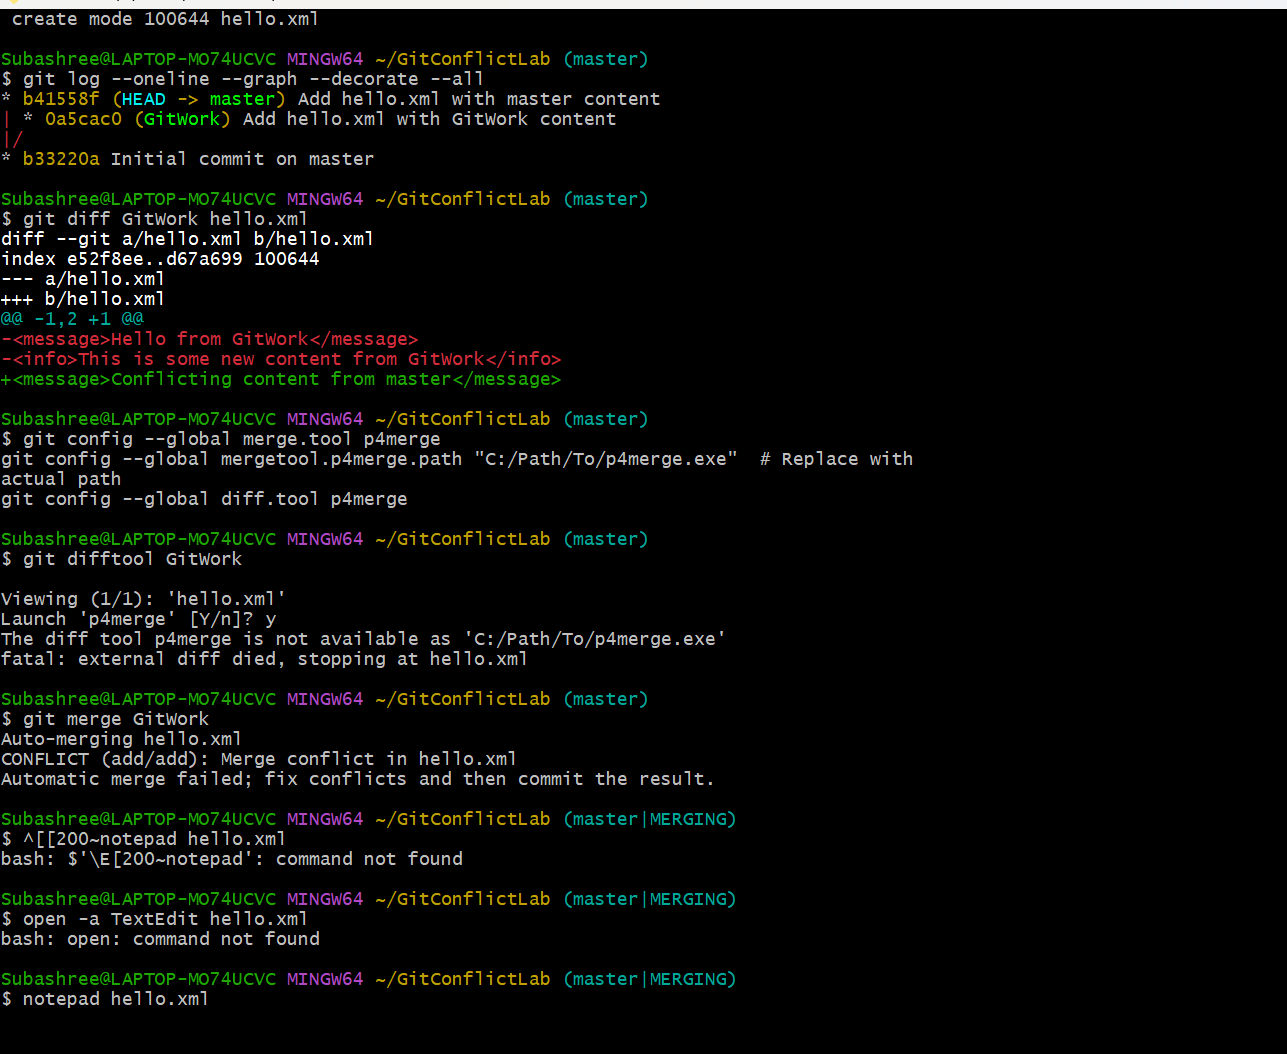 create mode 100644 hello.xml
Subashree@LAPTOP-MO74UCVC MINGW64 ~/GitConflictLab (master)
$ git log --oneline --graph --decorate --all
* b41558f (HEAD -> master) Add hello.xml with master content
| * 0a5cac0 (GitWork) Add hello.xml with GitWork content
|/
* b33220a Initial commit on master
Subashree@LAPTOP-MO74UCVC MINGW64 ~/GitConflictLab (master)
$ git diff GitWork hello.xml
diff --git a/hello.xml b/hello.xml
index e52f8ee..d67a699 100644
--- a/hello.xml
+++ b/hello.xml
@@ -1,2 +1 @@
-<message>Hello from GitWork</message>
-<info>This is some new content from GitWork</info>
+<message>Conflicting content from master</message>
Subashree@LAPTOP-MO74UCVC MINGW64 ~/GitConflictLab (master)
$ git config --global merge.tool p4merge
git config --global mergetool.p4merge.path "C:/Path/To/p4merge.exe"  # Replace with
actual path
git config --global diff.tool p4merge
Subashree@LAPTOP-MO74UCVC MINGW64 ~/GitConflictLab (master)
$ git difftool GitWork
Viewing (1/1): 'hello.xml'
Launch 'p4merge' [Y/n]? y
The diff tool p4merge is not available as 'C:/Path/To/p4merge.exe'
fatal: external diff died, stopping at hello.xml
Subashree@LAPTOP-MO74UCVC MINGW64 ~/GitConflictLab (master)
$ git merge GitWork
Auto-merging hello.xml
CONFLICT (add/add): Merge conflict in hello.xml
Automatic merge failed; fix conflicts and then commit the result.
Subashree@LAPTOP-MO74UCVC MINGW64 ~/GitConflictLab (master|MERGING)
$ ^[[200~notepad hello.xml
bash: $'\E[200~notepad': command not found
Subashree@LAPTOP-MO74UCVC MINGW64 ~/GitConflictLab (master|MERGING)
$ open -a TextEdit hello.xml
bash: open: command not found
Subashree@LAPTOP-MO74UCVC MINGW64 ~/GitConflictLab (master|MERGING)
$ notepad hello.xml